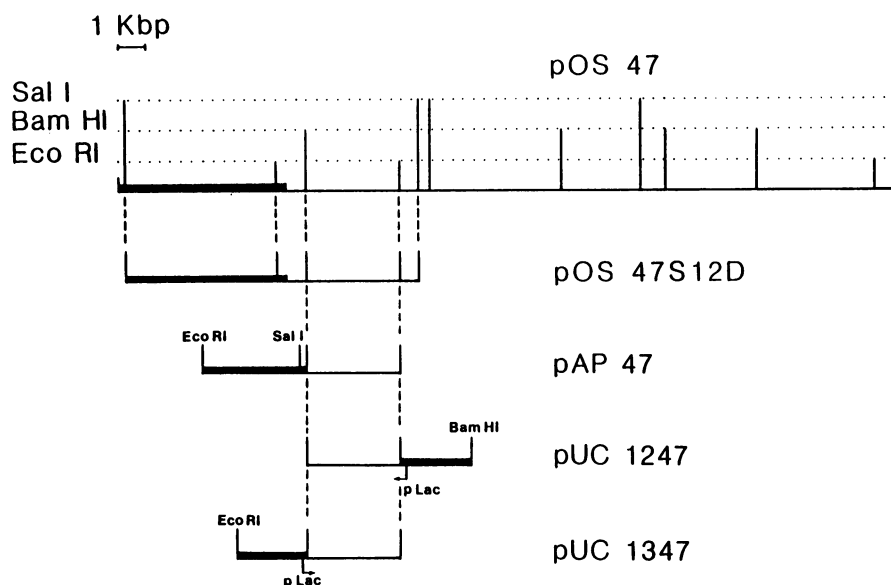 1 Kbp
pOS 47
Sal I
Bam HI
Eco RI
pOS 47S12D
Eco RI
Sal I
pAP 47
Bam HI
pUC 1247
p Lac
Eco RI
pUC 1347
p Lac